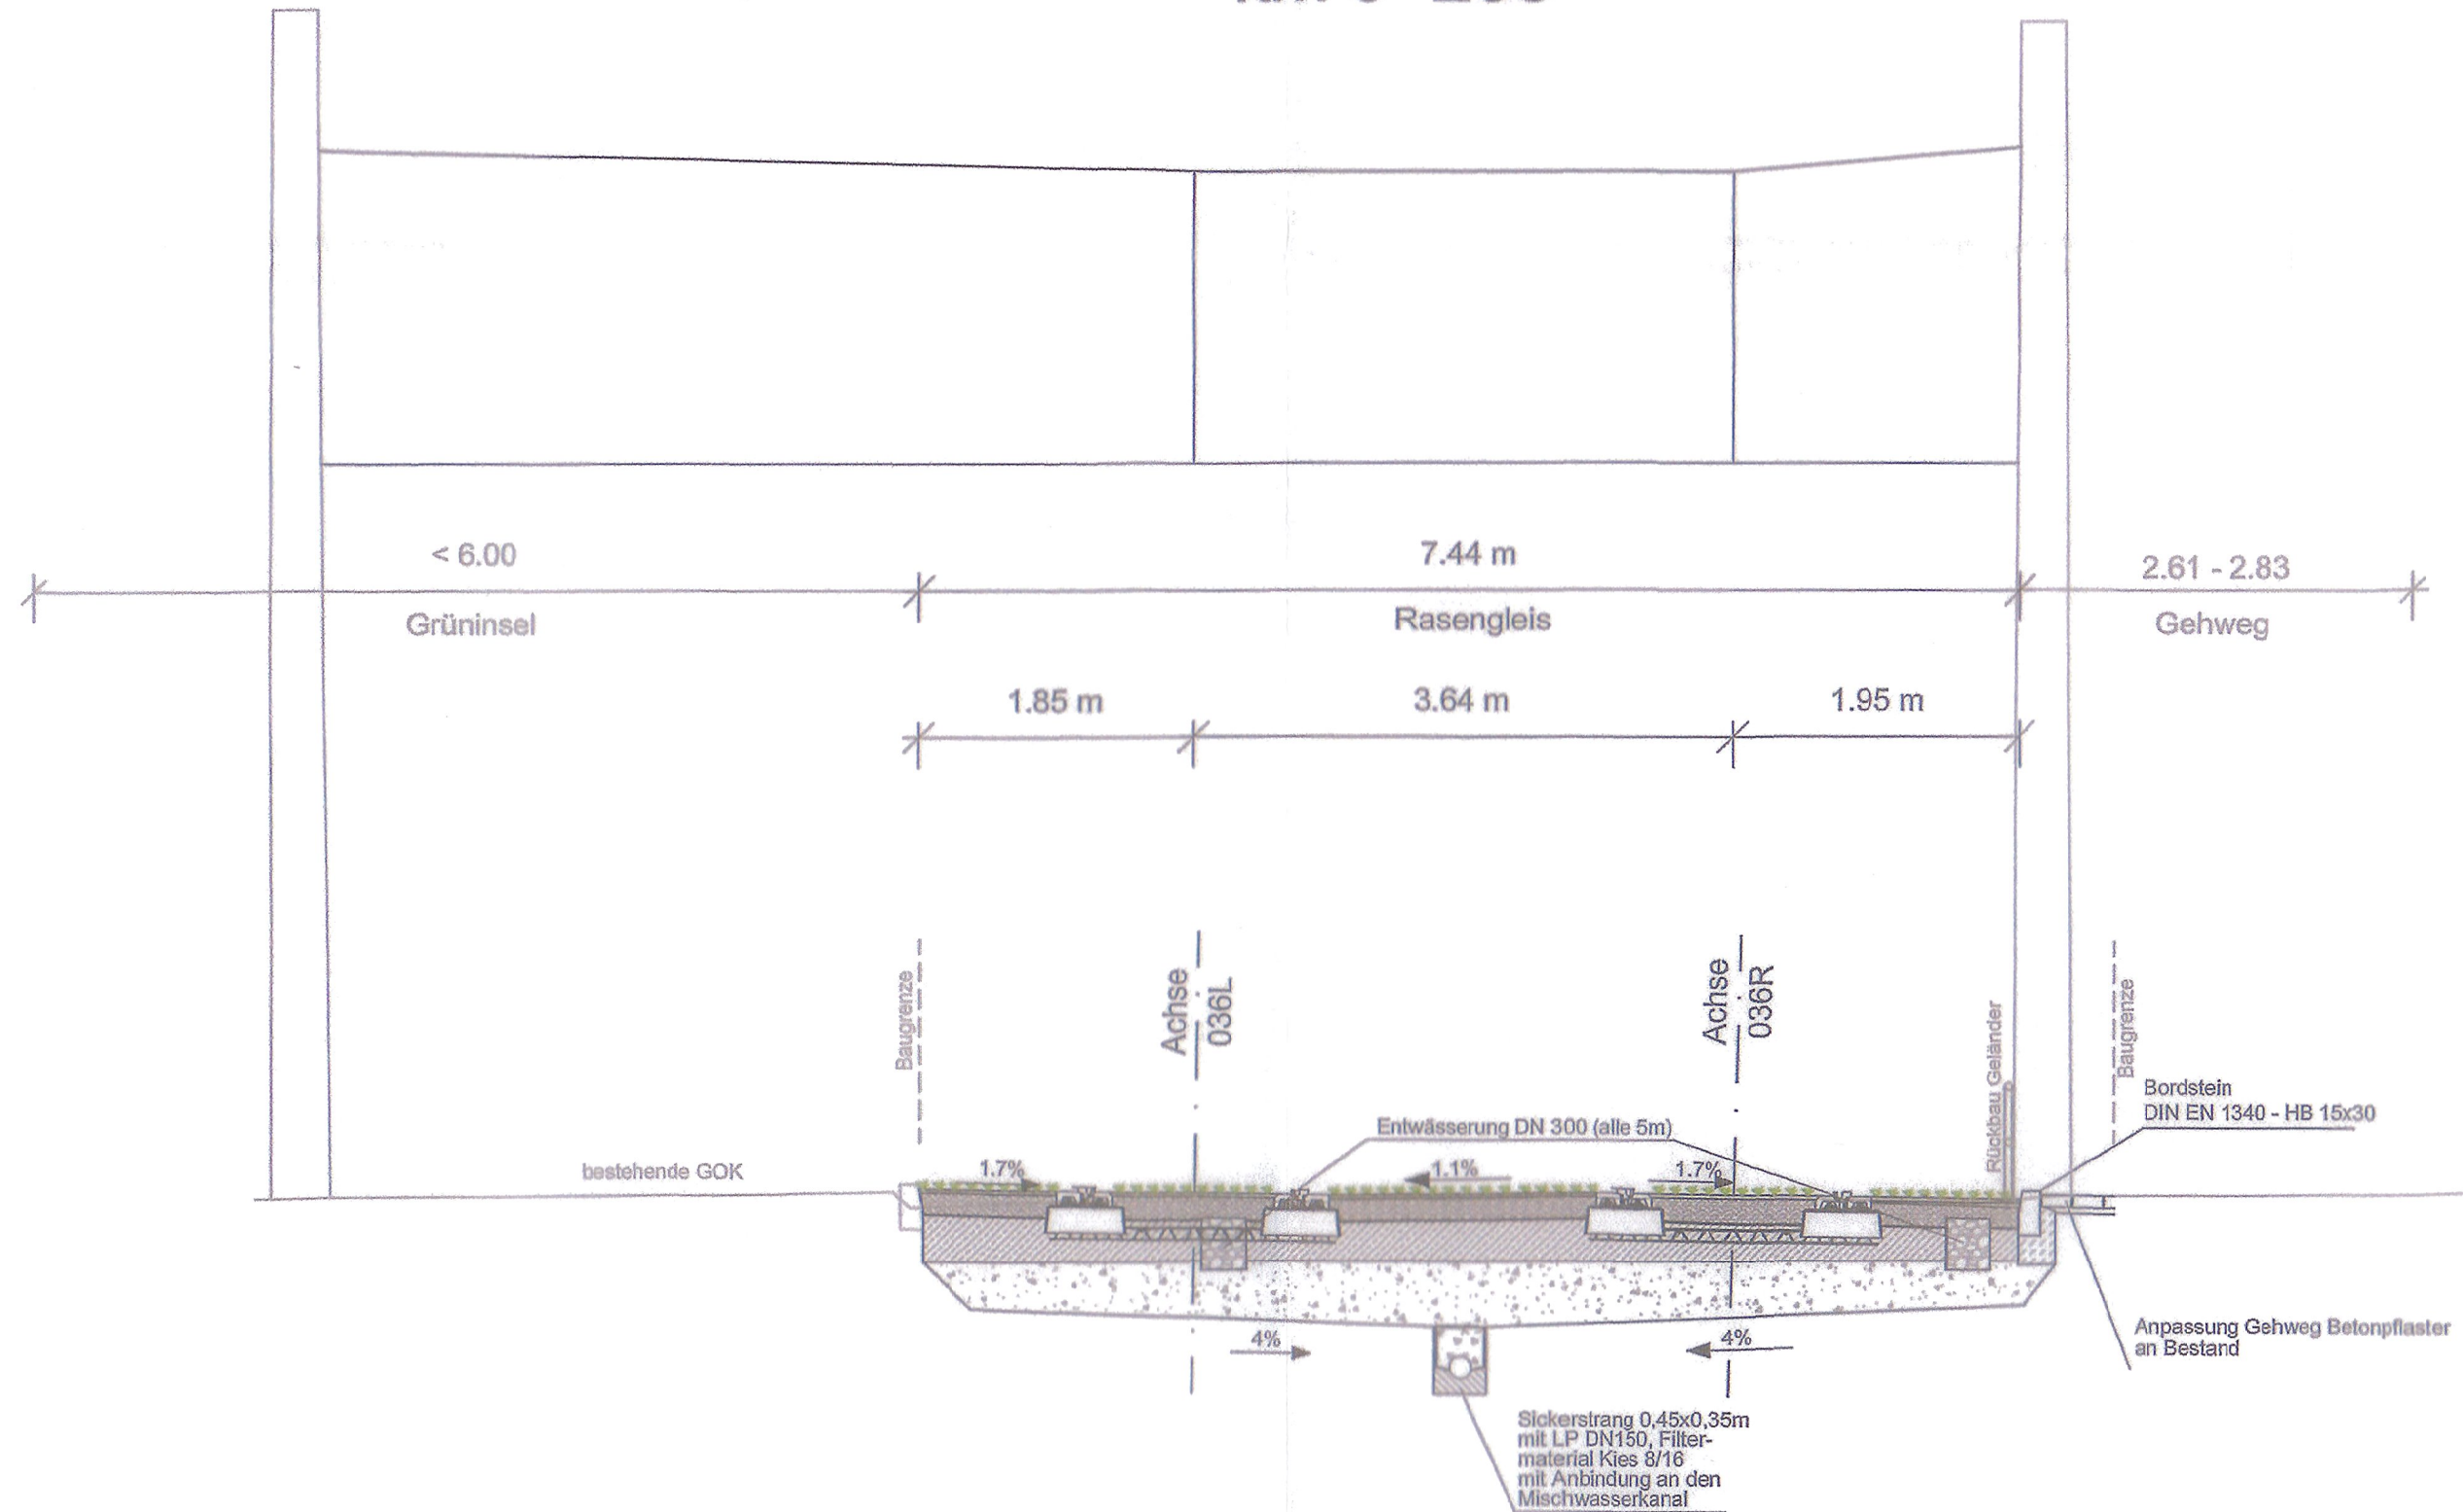 < 6.00
7.44 m
2.61 - 2.83
Grüninsel
Rasengleis
Gehweg
1.85 m
3.64 m
1.95 m
Baugrenze
Achse
036L
Achse
036R
Rückbau Geländer
Baugrenze
Bordstein
DIN EN 1340 - HB 15x30
Entwässerung DN 300 (alle 5m)
bestehende GOK
1.7%
1.1%
1.7%
4%
4%
Anpassung Gehweg Betonpflaster
an Bestand
Sickerstrang 0,45x0,35m
mit LP DN150, Filter-
material Kies 8/16
mit Anbindung an den
Mischwasserkanal